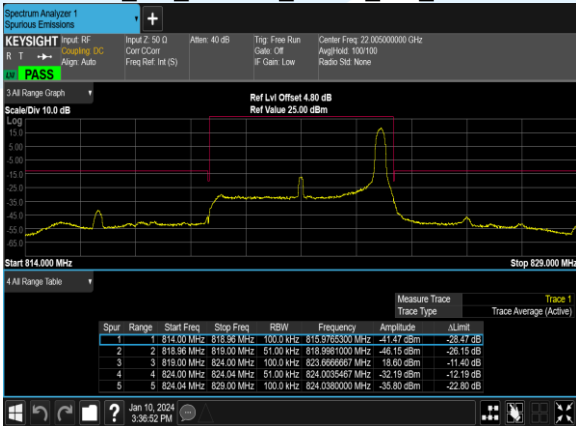 Spectrum Analyzer 1
Spurious Emissions
KEYSIGHT Input: RF
R T Coupling: DC
Align: Auto
Input Z: 50 Ω
Corr CCorr
Freq Ref: Int (S)
Atten: 40 dB
Trig: Free Run
Gate: Off
IF Gain: Low
Center Freq: 22.005000000 GHz
Avg|Hold: 100/100
Radio Std: None
PASS
3 All Range Graph
Scale/Div 10.0 dB
Ref Lvl Offset 4.80 dB
Ref Value 25.00 dBm
Log
15.0
5.00
-5.00
-15.0
-25.0
-35.0
-45.0
-55.0
-65.0
Start 814.000 MHz
Stop 829.000 MHz
4 All Range Table
Measure Trace Trace 1
Trace Type Trace Average (Active)
Spur Range Start Freq Stop Freq RBW Frequency Amplitude ΔLimit
1 1 814.00 MHz 818.96 MHz 100.0 kHz 815.9765300 MHz -41.47 dBm -28.47 dB
2 2 818.96 MHz 819.00 MHz 51.00 kHz 818.9981000 MHz -46.15 dBm -26.15 dB
3 3 819.00 MHz 824.00 MHz 100.0 kHz 823.6666667 MHz 18.60 dBm -11.40 dB
4 4 824.00 MHz 824.04 MHz 51.00 kHz 824.0035467 MHz -32.19 dBm -12.19 dB
5 5 824.04 MHz 829.00 MHz 100.0 kHz 824.0380000 MHz -35.80 dBm -22.80 dB
?
Jan 10, 2024
3:36:52 PM